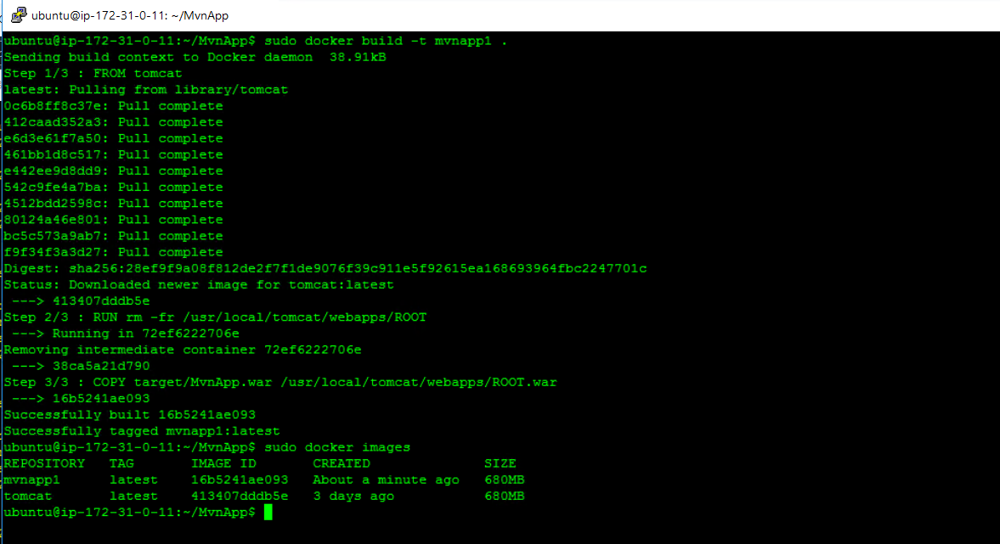 ubuntu@ip-172-31-0-11: ~/MvnApp
ubuntu@ip-172-31-0-11:~/MvnApp$ sudo docker build -t mvnapp1 .
Sending build context to Docker daemon  38.91kB
Step 1/3 : FROM tomcat
latest: Pulling from library/tomcat
0c6b8ff8c37e: Pull complete
412caad352a3: Pull complete
e6d3e61f7a50: Pull complete
461bb1d8c517: Pull complete
e442ee9d8dd9: Pull complete
542c9fe4a7ba: Pull complete
4512bdd2598c: Pull complete
80124a46e801: Pull complete
bc5c573a9ab7: Pull complete
f9f34f3a3d27: Pull complete
Digest: sha256:28ef9f9a08f812de2f7f1de9076f39c911e5f92615ea168693964fbc2247701c
Status: Downloaded newer image for tomcat:latest
 ---> 413407dddb5e
Step 2/3 : RUN rm -fr /usr/local/tomcat/webapps/ROOT
 ---> Running in 72ef6222706e
Removing intermediate container 72ef6222706e
 ---> 38ca5a21d790
Step 3/3 : COPY target/MvnApp.war /usr/local/tomcat/webapps/ROOT.war
 ---> 16b5241ae093
Successfully built 16b5241ae093
Successfully tagged mvnapp1:latest
ubuntu@ip-172-31-0-11:~/MvnApp$ sudo docker images
REPOSITORY   TAG       IMAGE ID       CREATED              SIZE
mvnapp1      latest    16b5241ae093   About a minute ago   680MB
tomcat       latest    413407dddb5e   3 days ago           680MB
ubuntu@ip-172-31-0-11:~/MvnApp$